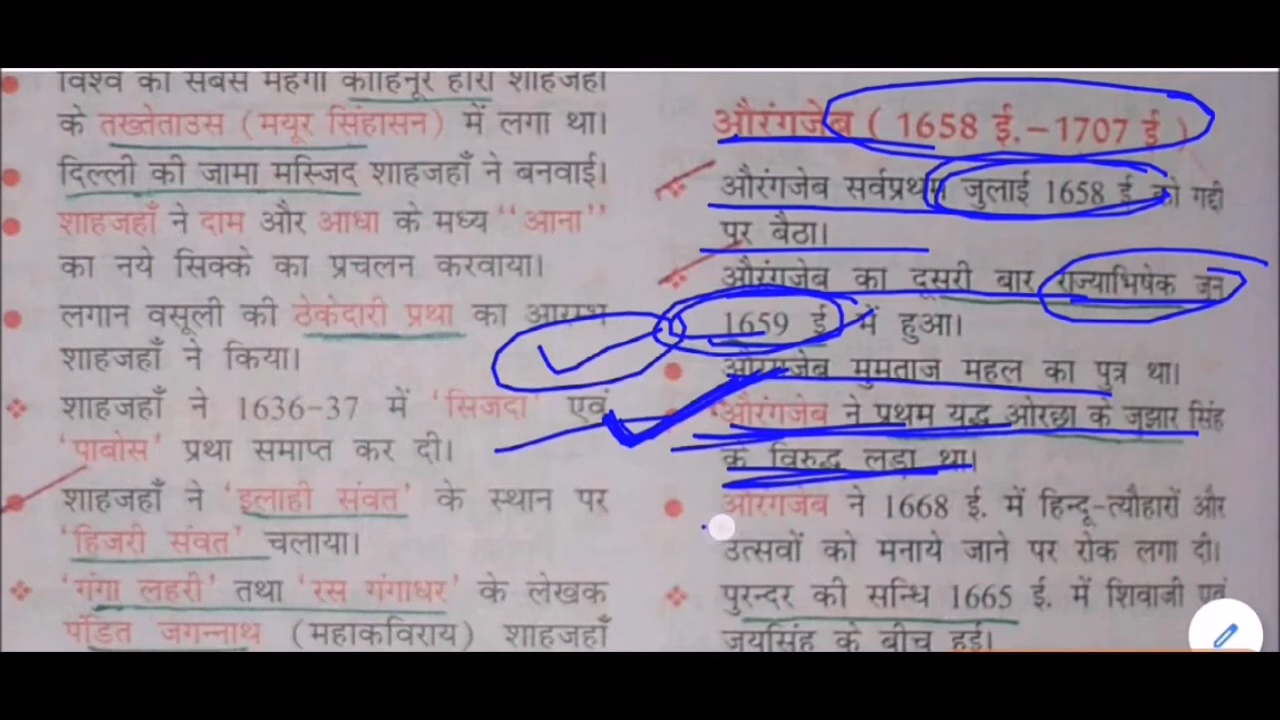 विश्व का सबसे महँगा कोहिनूर हीरा शाहजहाँ
के तख्तेताउस (मयूर सिंहासन) में लगा था।
दिल्ली की जामा मस्जिद शाहजहाँ ने बनवाई।
शाहजहाँ ने दाम और आधा के मध्य "आना"
का नये सिक्के का प्रचलन करवाया।
लगान वसूली की ठेकेदारी प्रथा का आरम्भ
शाहजहाँ ने किया।
शाहजहाँ ने 1636-37 में 'सिजदा' एवं
'पाबोस' प्रथा समाप्त कर दी।
शाहजहाँ ने 'इलाही संवत' के स्थान पर
'हिजरी संवत' चलाया।
'गंगा लहरी' तथा 'रस गंगाधर' के लेखक
पंडित जगन्नाथ (महाकविराय) शाहजहाँ
औरंगजेब ( 1658 ई.-1707 ई )
औरंगजेब सर्वप्रथम जुलाई 1658 ई को गद्दी
पर बैठा।
औरंगजेब का दूसरी बार राज्याभिषेक जून
1659 ई में हुआ।
औरंगजेब मुमताज महल का पुत्र था।
औरंगजेब ने प्रथम युद्ध ओरछा के जुझार सिंह
के विरुद्ध लड़ा था।
औरंगजेब ने 1668 ई. में हिन्दू-त्यौहारों और
उत्सवों को मनाये जाने पर रोक लगा दी।
पुरन्दर की सन्धि 1665 ई. में शिवाजी एवं
जयसिंह के बीच हुई।